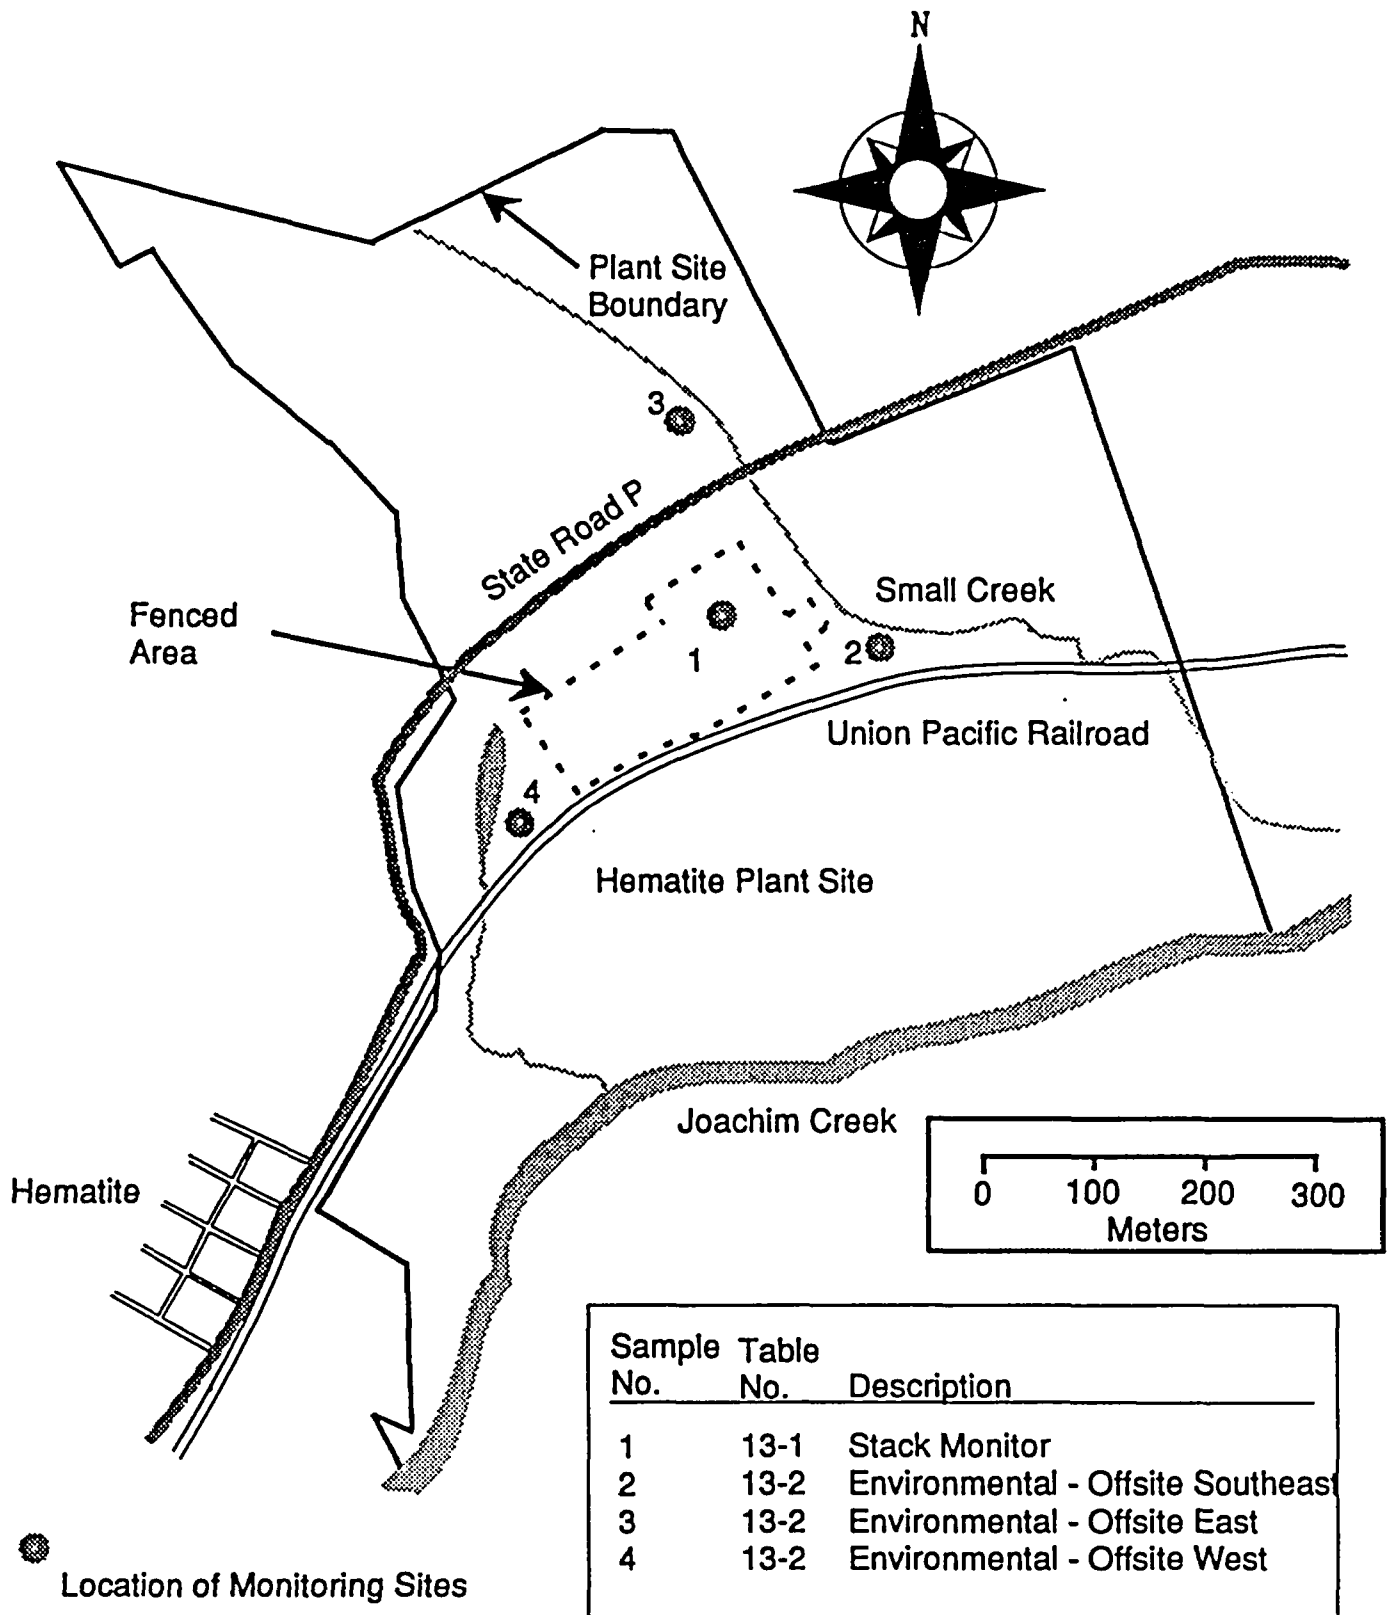 N
Plant Site
Boundary
3
State Road P
Fenced
Area
Small Creek
1
2
Union Pacific Railroad
4
Hematite Plant Site
Joachim Creek
Hematite
0 100 200 300
Meters
Sample Table
No. No. Description
1 13-1 Stack Monitor
2 13-2 Environmental - Offsite Southeast
3 13-2 Environmental - Offsite East
4 13-2 Environmental - Offsite West
Location of Monitoring Sites